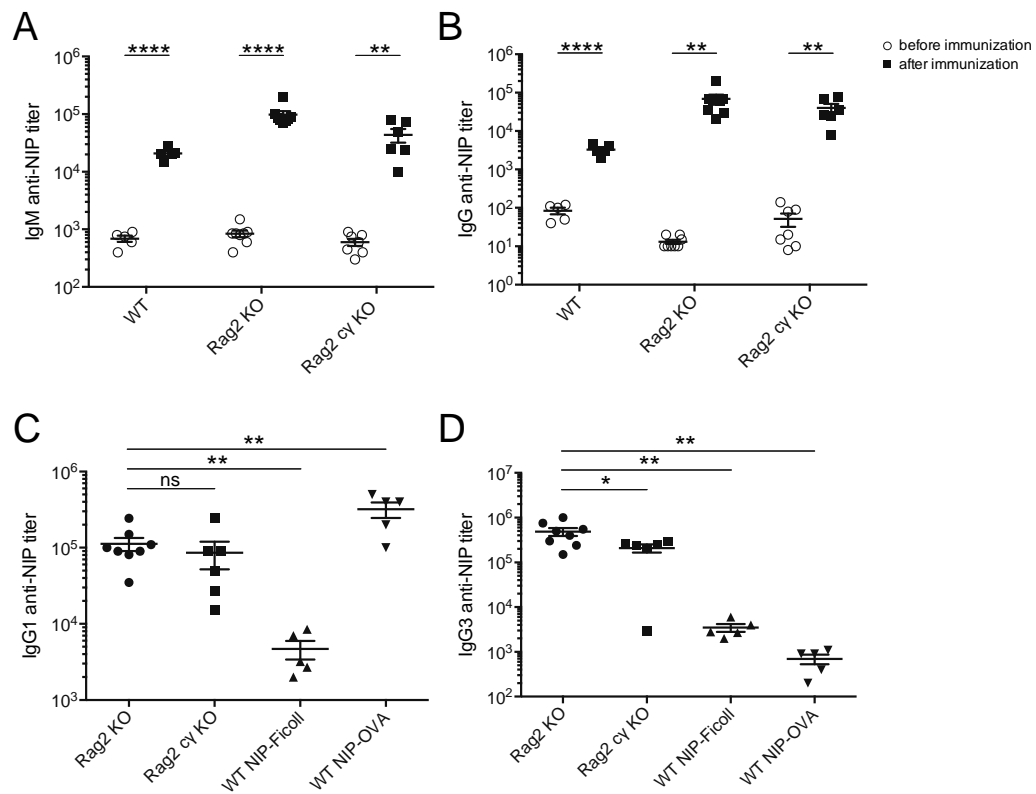 A
B
**** **** **
**** ** **
○ before immunization
■ after immunization
IgM anti-NIP titer
10⁶
10⁵
10⁴
10³
10²
WT
Rag2 KO
Rag2 cγ KO
IgG anti-NIP titer
10⁶
10⁵
10⁴
10³
10²
10¹
10⁰
WT
Rag2 KO
Rag2 cγ KO
C
D
**
**
ns
IgG1 anti-NIP titer
10⁶
10⁵
10⁴
10³
Rag2 KO
Rag2 cγ KO
WT NIP-Ficoll
WT NIP-OVA
**
**
*
IgG3 anti-NIP titer
10⁷
10⁶
10⁵
10⁴
10³
10²
Rag2 KO
Rag2 cγ KO
WT NIP-Ficoll
WT NIP-OVA